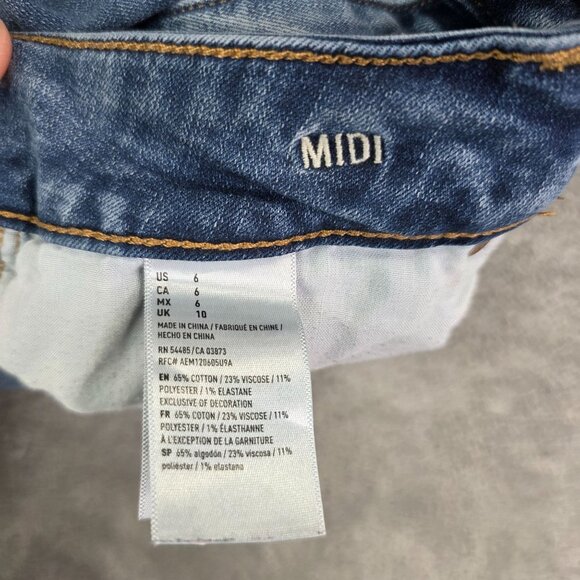 MIDI
US 6
CA 6
MX 6
UK 10
MADE IN CHINA / FABRIQUÉ EN CHINE /
HECHO EN CHINA
RN 54485/CA 03873
RFC# AEM120605U9A
EN 65% COTTON / 23% VISCOSE / 11%
POLYESTER / 1% ELASTANE
EXCLUSIVE OF DECORATION
FR 65% COTON / 23% VISCOSE / 11%
POLYESTER / 1% ÉLASTHANNE
À L'EXCEPTION DE LA GARNITURE
SP 65% algodón / 23% viscosa / 11%
poliéster / 1% elastano